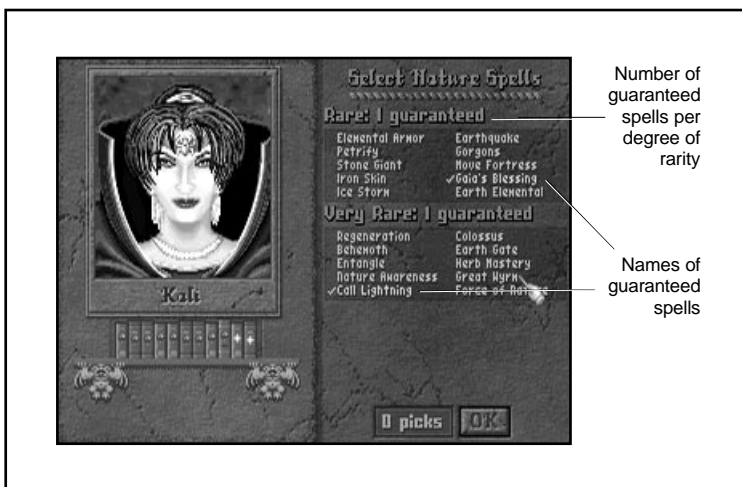 Select Nature Spells
Rare: 1 guaranteed
Elemental Armor Earthquake
Petrify Gorgons
Stone Giant Move Fortress
Iron Skin ✓Gaia's Blessing
Ice Storm Earth Elemental
Very Rare: 1 guaranteed
Regeneration Colossus
Behemoth Earth Gate
Entangle Herb Mastery
Nature Awareness Great Wyrm
✓Call Lightning Force of Nature
Kali
0 picks OK
Number of
guaranteed
spells per
degree of
rarity
Names of
guaranteed
spells